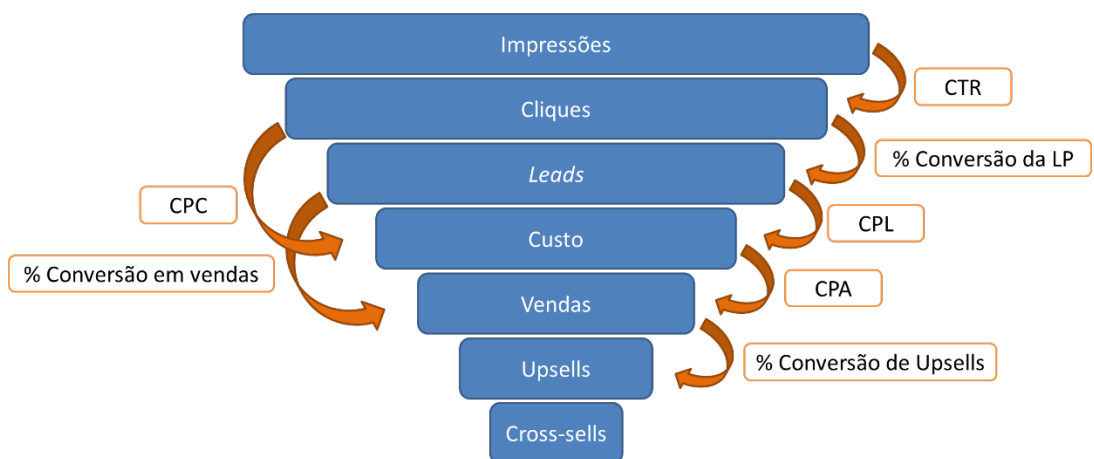 Impressões
CTR
Cliques
% Conversão da LP
Leads
CPC
CPL
Custo
% Conversão em vendas
CPA
Vendas
% Conversão de Upsells
Upsells
Cross-sells